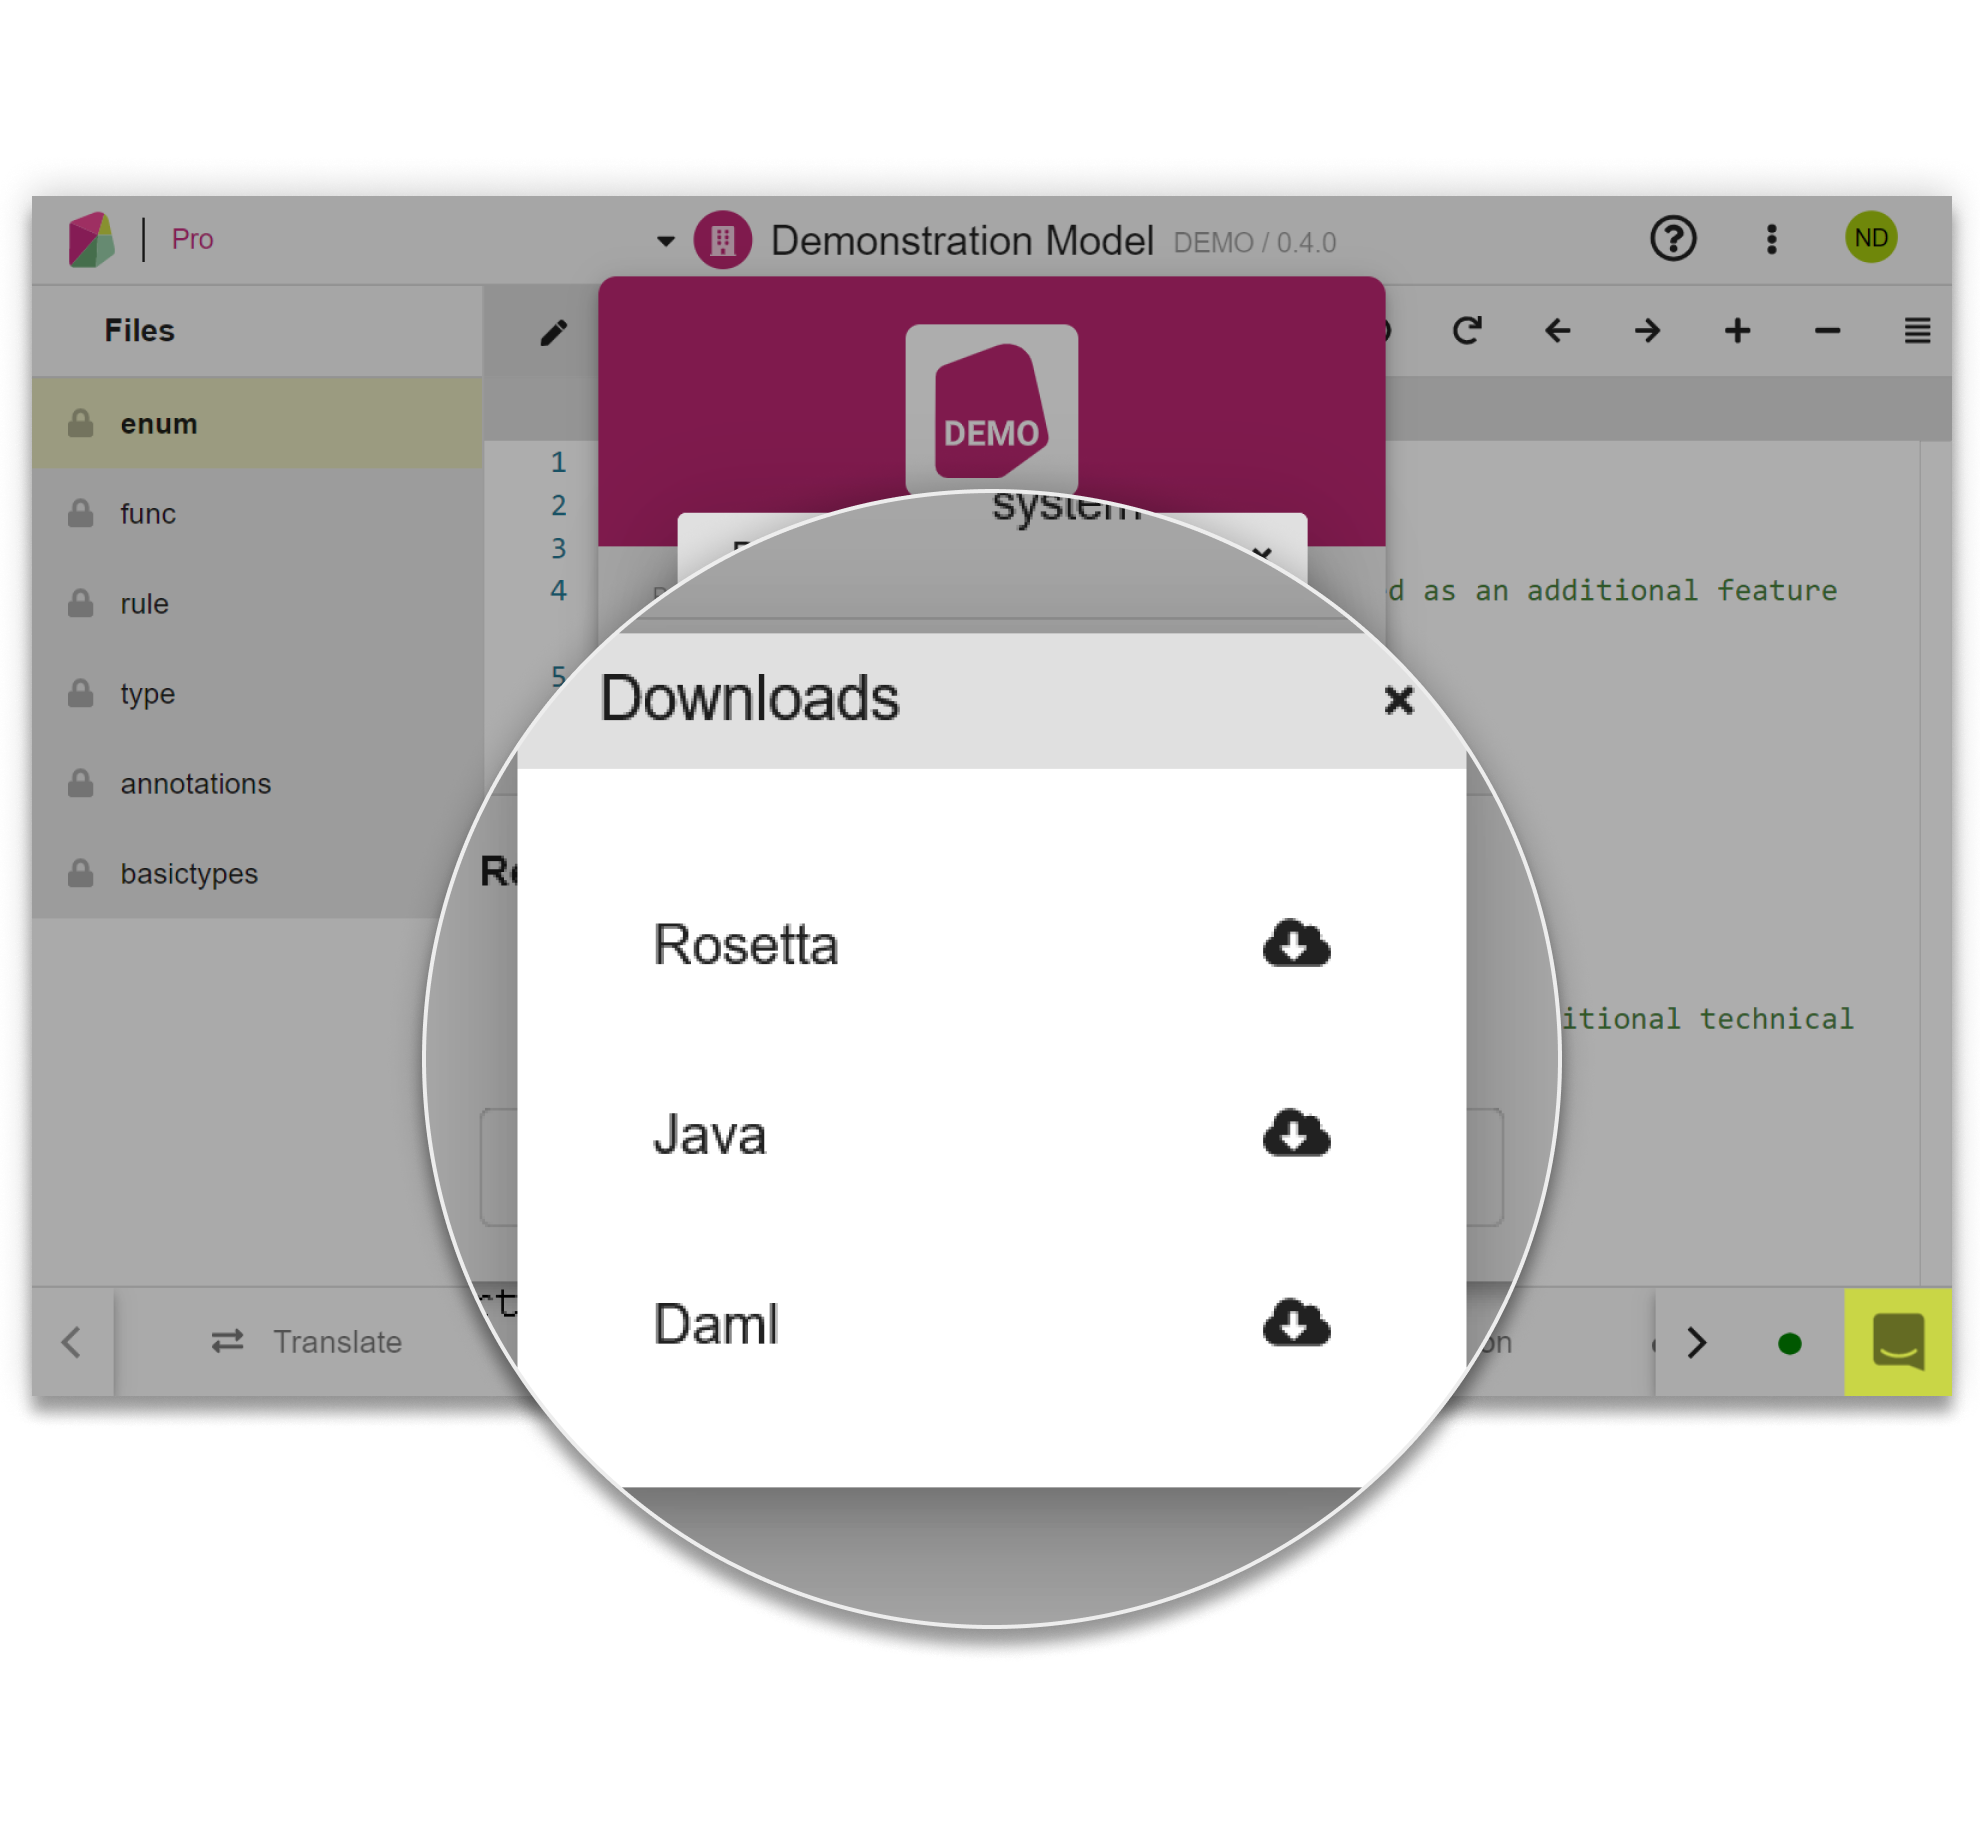 Pro
Demonstration Model DEMO / 0.4.0
ND
Files
DEMO
enum
1
system
func
2
3
rule
4
d as an additional feature
type
5
Downloads
annotations
basictypes
Rosetta
itional technical
Java
Daml
Translate
on